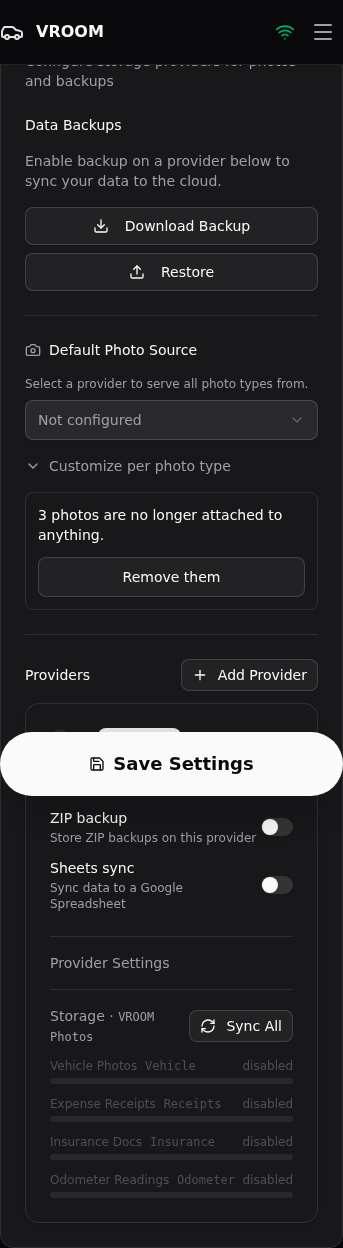 VROOM
Configure storage providers for photos
and backups
Data Backups
Enable backup on a provider below to
sync your data to the cloud.
Download Backup
Restore
Default Photo Source
Select a provider to serve all photo types from.
Not configured
Customize per photo type
3 photos are no longer attached to
anything.
Remove them
Providers
Add Provider
Save Settings
ZIP backup
Store ZIP backups on this provider
Sheets sync
Sync data to a Google
Spreadsheet
Provider Settings
Storage · VROOM
Photos
Sync All
Vehicle Photos Vehicle disabled
Expense Receipts Receipts disabled
Insurance Docs Insurance disabled
Odometer Readings Odometer disabled